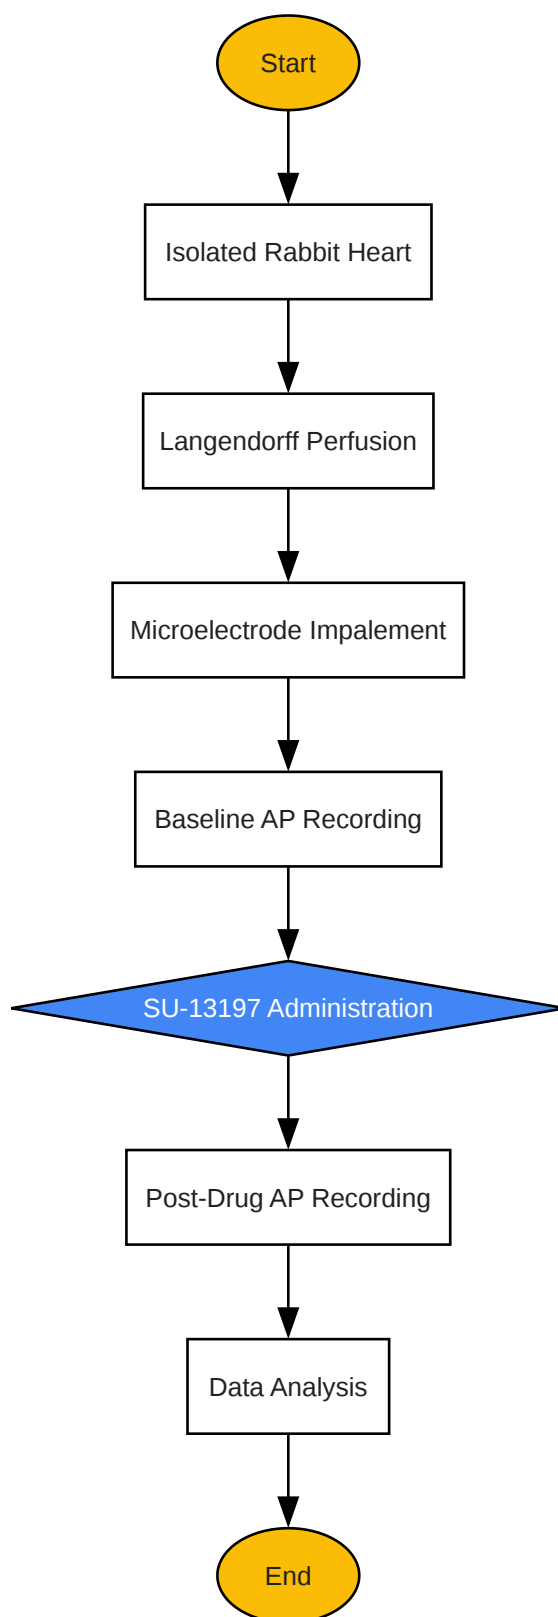 Start
Isolated Rabbit Heart
Langendorff Perfusion
Microelectrode Impalement
Baseline AP Recording
SU-13197 Administration
Post-Drug AP Recording
Data Analysis
End